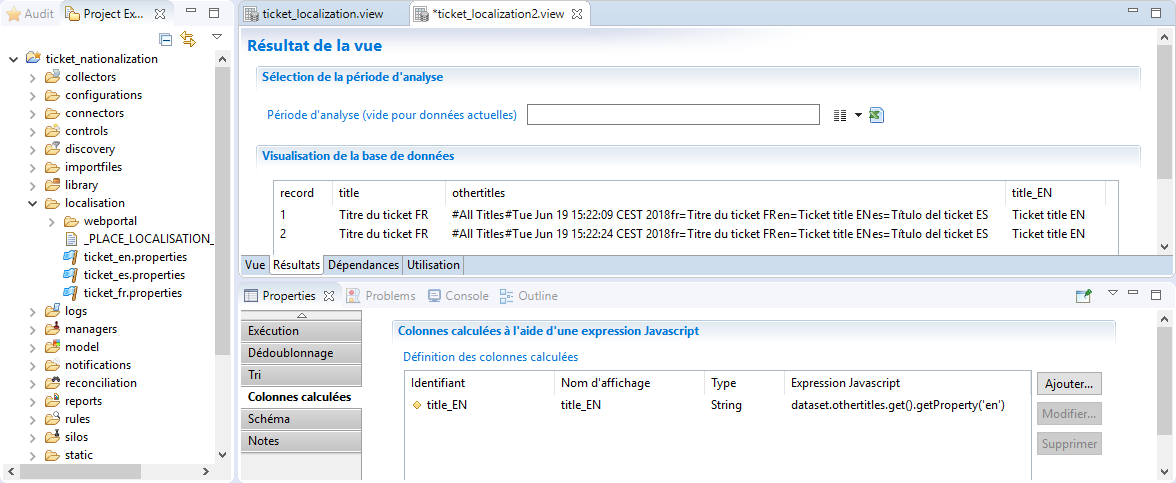 Audit
Project Ex...
ticket_nationalization
collectors
configurations
connectors
controls
discovery
importfiles
library
localisation
webportal
_PLACE_LOCALISATION_
ticket_en.properties
ticket_es.properties
ticket_fr.properties
logs
managers
model
notifications
reconciliation
reports
rules
silos
static
ticket_localization.view
*ticket_localization2.view
Résultat de la vue
Sélection de la période d'analyse
Période d'analyse (vide pour données actuelles)
Visualisation de la base de données
record title othertitles title_EN
1 Titre du ticket FR #All Titles#Tue Jun 19 15:22:09 CEST 2018fr=Titre du ticket FRen=Ticket title ENes=Título del ticket ES Ticket title EN
2 Titre du ticket FR #All Titles#Tue Jun 19 15:22:24 CEST 2018fr=Titre du ticket FRen=Ticket title ENes=Título del ticket ES Ticket title EN
Vue Résultats Dépendances Utilisation
Properties Problems Console Outline
Exécution
Dédoublonnage
Tri
Colonnes calculées
Schéma
Notes
Colonnes calculées à l'aide d'une expression Javascript
Définition des colonnes calculées
Identifiant Nom d'affichage Type Expression Javascript
title_EN title_EN String dataset.othertitles.get().getProperty('en')
Ajouter...
Modifier...
Supprimer